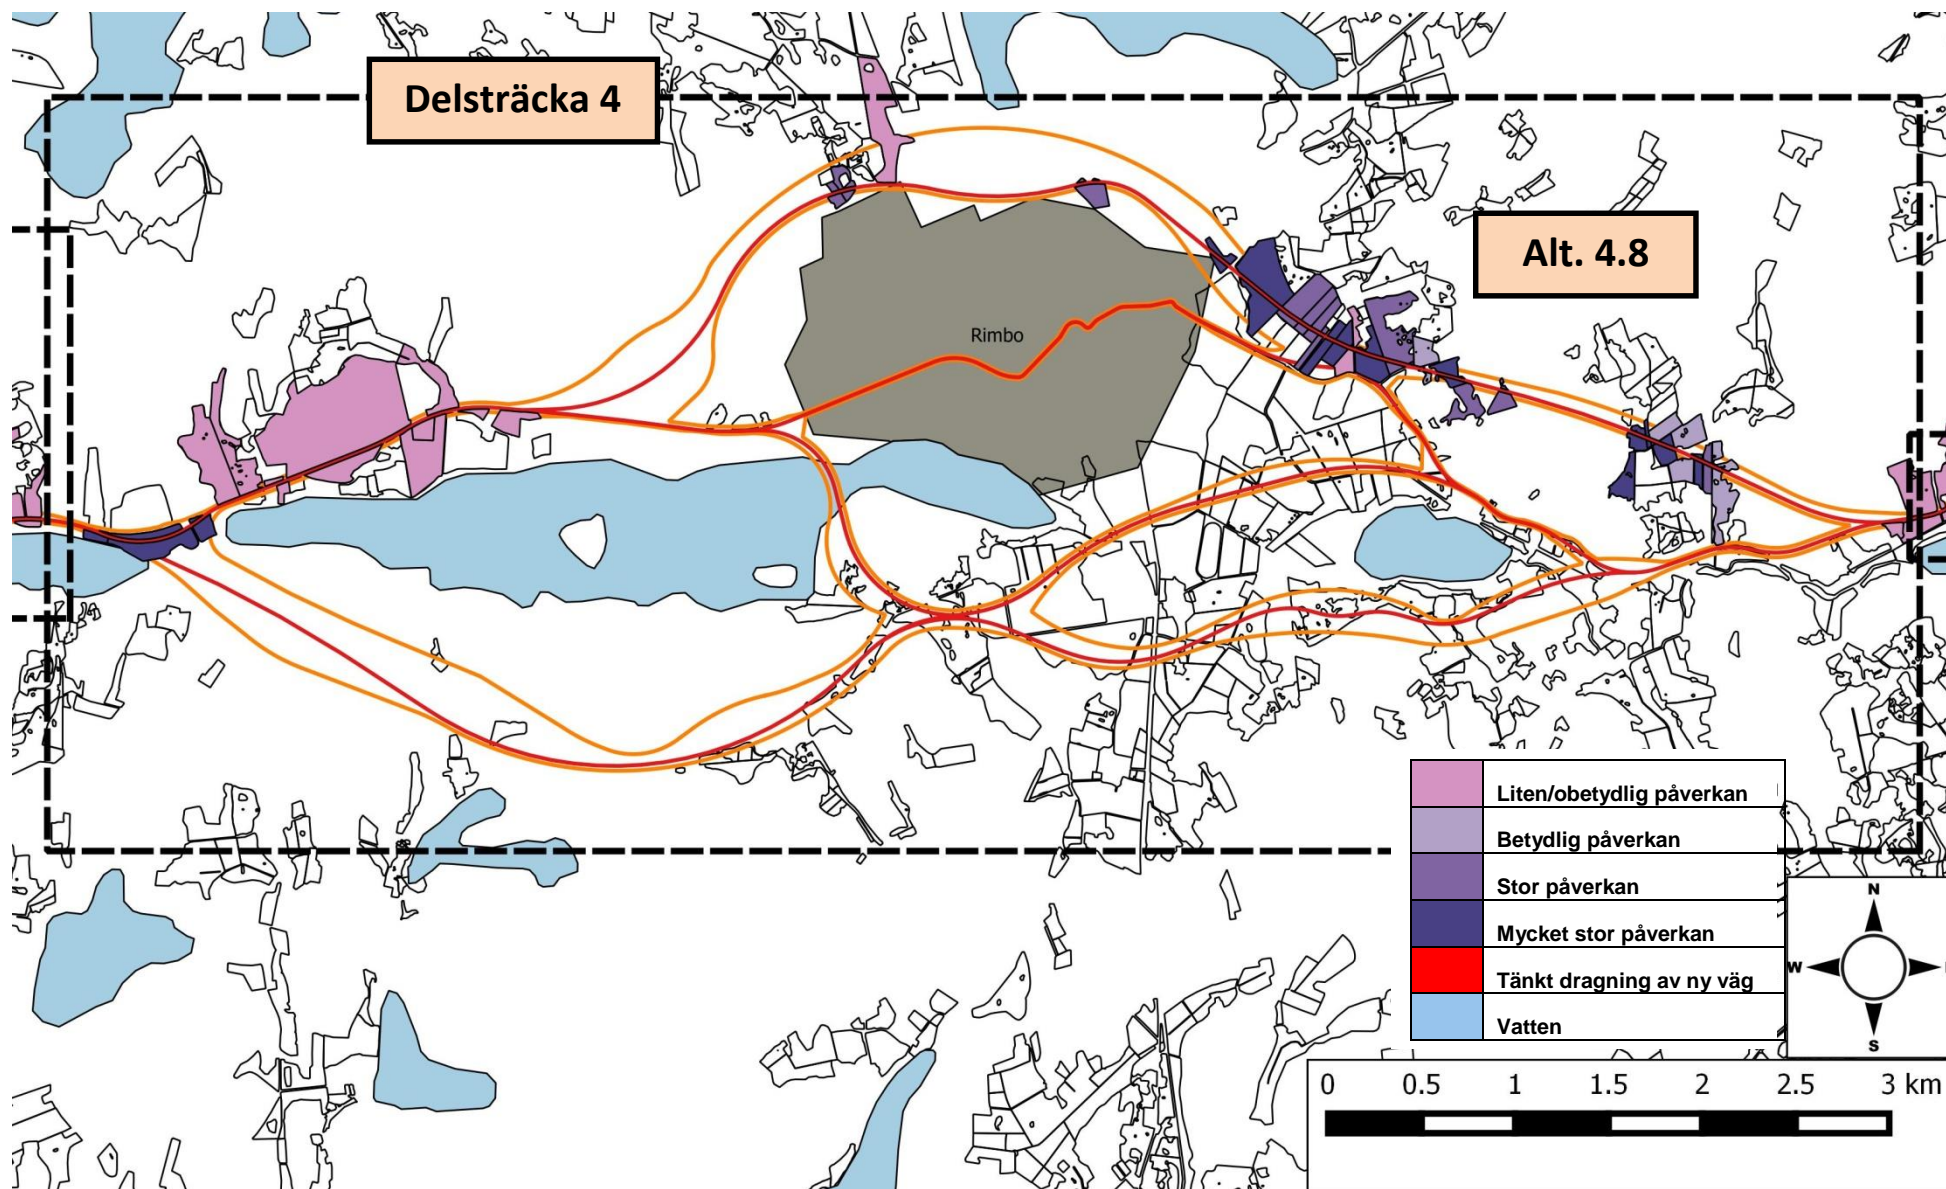 Delsträcka 4
Alt. 4.8
Rimbo
Liten/obetydlig påverkan
Betydlig påverkan
Stor påverkan
Mycket stor påverkan
Tänkt dragning av ny väg
Vatten
N
W
S
0 0.5 1 1.5 2 2.5 3 km